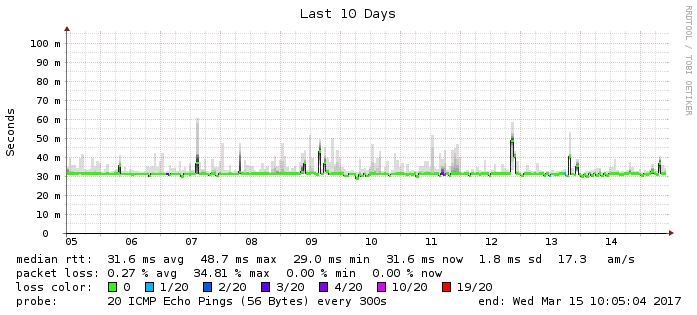 Last 10 Days
RRDTOOL / TOBI OETIKER
Seconds
100 m
90 m
80 m
70 m
60 m
50 m
40 m
30 m
20 m
10 m
0
05 06 07 08 09 10 11 12 13 14
median rtt: 31.6 ms avg 48.7 ms max 29.0 ms min 31.6 ms now 1.8 ms sd 17.3 am/s
packet loss: 0.27 % avg 34.81 % max 0.00 % min 0.00 % now
loss color: 0 1/20 2/20 3/20 4/20 10/20 19/20
probe: 20 ICMP Echo Pings (56 Bytes) every 300s end: Wed Mar 15 10:05:04 2017